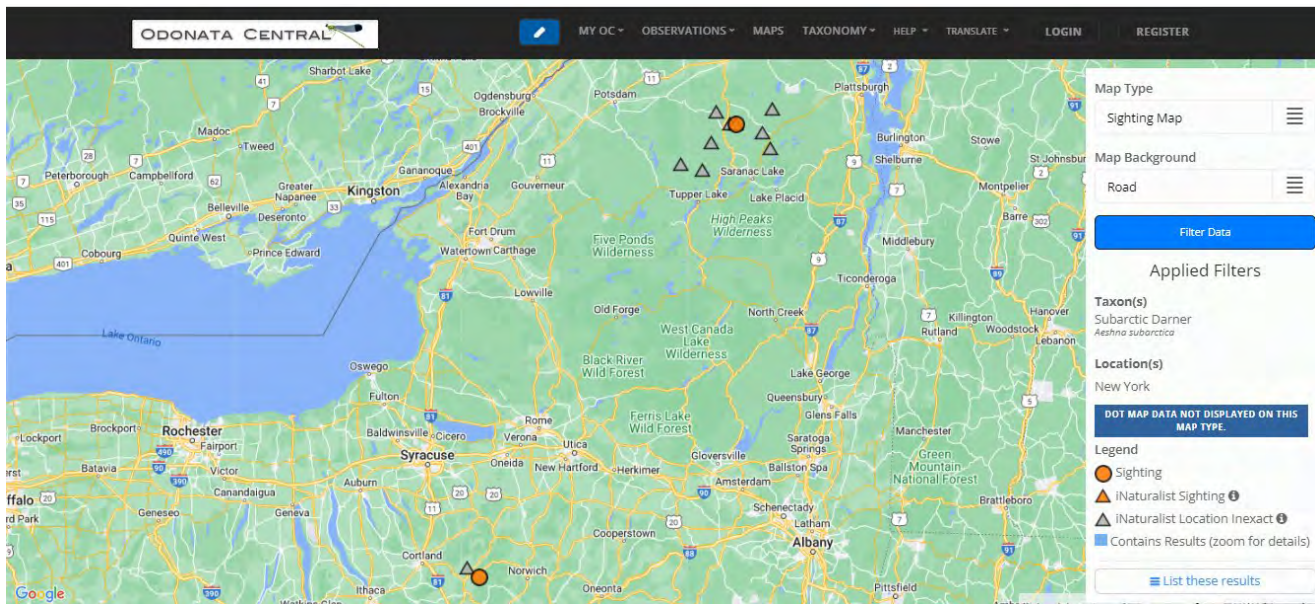 ODONATA CENTRAL
MY OC OBSERVATIONS MAPS TAXONOMY HELP TRANSLATE LOGIN REGISTER
Sharbot Lake
Ogdensburg
Brockville
Potsdam
Plattsburgh
Madoc
Tweed
Peterborough
Campbellford
Greater
Napanee
Belleville
Deseronto
Kingston
Gananoque
Alexandria
Bay
Gouverneur
Burlington
Shelburne
Stowe
St Johnsbur
Saranac Lake
Tupper Lake
Lake Placid
Montpelier
Barre
Quinte West
Prince Edward
Cobourg
Fort Drum
Watertown
Carthage
High Peaks
Wilderness
Five Ponds
Wilderness
Middlebury
Ticonderoga
Lowville
Old Forge
North Creek
Killington
Rutland
Woodstock
Hanover
Lebanon
Lake Ontario
West Canada
Lake
Wilderness
Black River
Wild Forest
Lake George
Oswego
Fulton
Queensbury
Glens Falls
Ferris Lake
Wild Forest
Lockport
Brockport
Rochester
Fairport
Baldwinsville
Cicero
Verona
Rome
Utica
Syracuse
Oneida
New Hartford
Herkimer
Gloversville
Saratoga
Springs
Ballston Spa
Manchester
Green
Mountain
National Forest
Batavia
Victor
Canandaigua
Auburn
Amsterdam
Brattleboro
ffalo
rd Park
Geneseo
Geneva
Schenectady
Latham
Albany
Cooperstown
Cortland
Norwich
Ithaca
Oneonta
Pittsfield
Google
Map Type
Sighting Map
Map Background
Road
Filter Data
Applied Filters
Taxon(s)
Subarctic Darner
Aeshna subarctica
Location(s)
New York
DOT MAP DATA NOT DISPLAYED ON THIS
MAP TYPE.
Legend
Sighting
iNaturalist Sighting
iNaturalist Location Inexact
Contains Results (zoom for details)
List these results